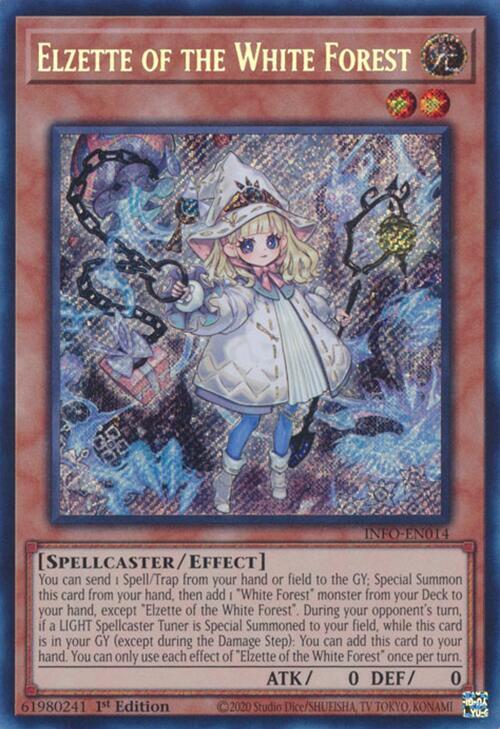 ELZETTE OF THE WHITE FOREST
INFO-EN014
[SPELLCASTER/EFFECT]
You can send 1 Spell/Trap from your hand or field to the GY; Special Summon
this card from your hand, then add 1 "White Forest" monster from your Deck to
your hand, except "Elzette of the White Forest". During your opponent's turn,
if a LIGHT Spellcaster Tuner is Special Summoned to your field, while this card
is in your GY (except during the Damage Step): You can add this card to your
hand. You can only use each effect of "Elzette of the White Forest" once per turn.
ATK/ 0 DEF/ 0
61980241 1st Edition ©2020 Studio Dice/SHUEISHA, TV TOKYO, KONAMI